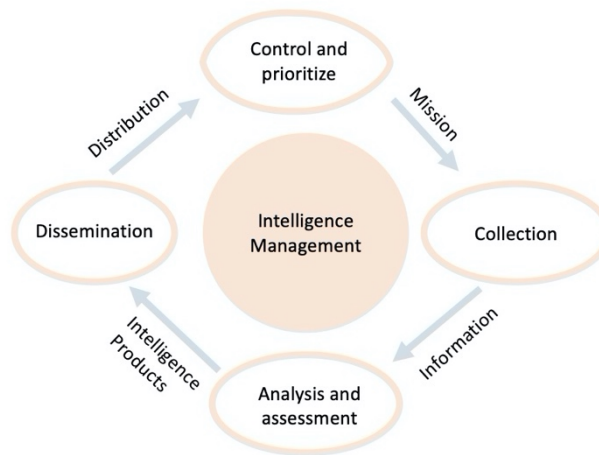 Control and
prioritize
Distribution
Mission
Dissemination
Intelligence
Management
Collection
Intelligence
Products
Information
Analysis and
assessment